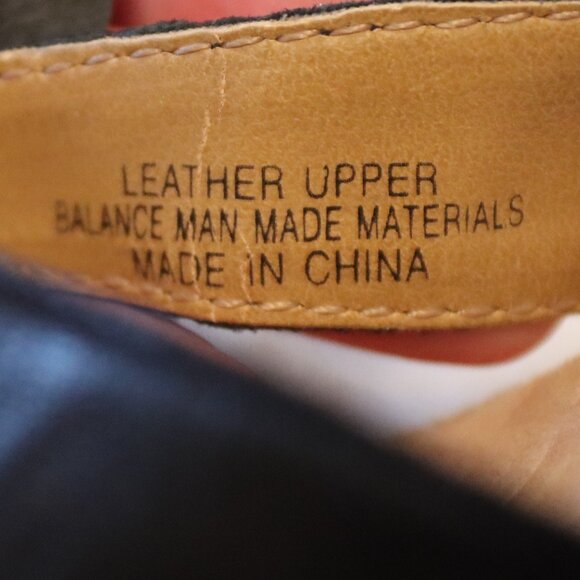 LEATHER UPPER
BALANCE MAN MADE MATERIALS
MADE IN CHINA